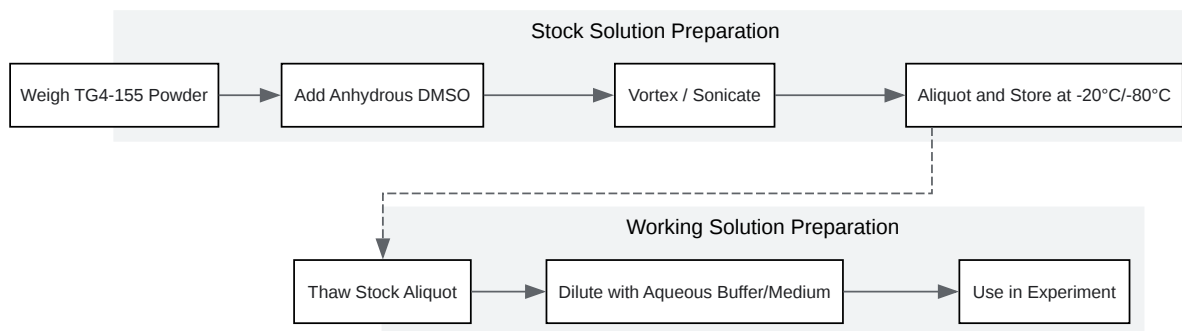 Stock Solution Preparation
Weigh TG4-155 Powder
Add Anhydrous DMSO
Vortex / Sonicate
Aliquot and Store at -20°C/-80°C
Working Solution Preparation
Thaw Stock Aliquot
Dilute with Aqueous Buffer/Medium
Use in Experiment